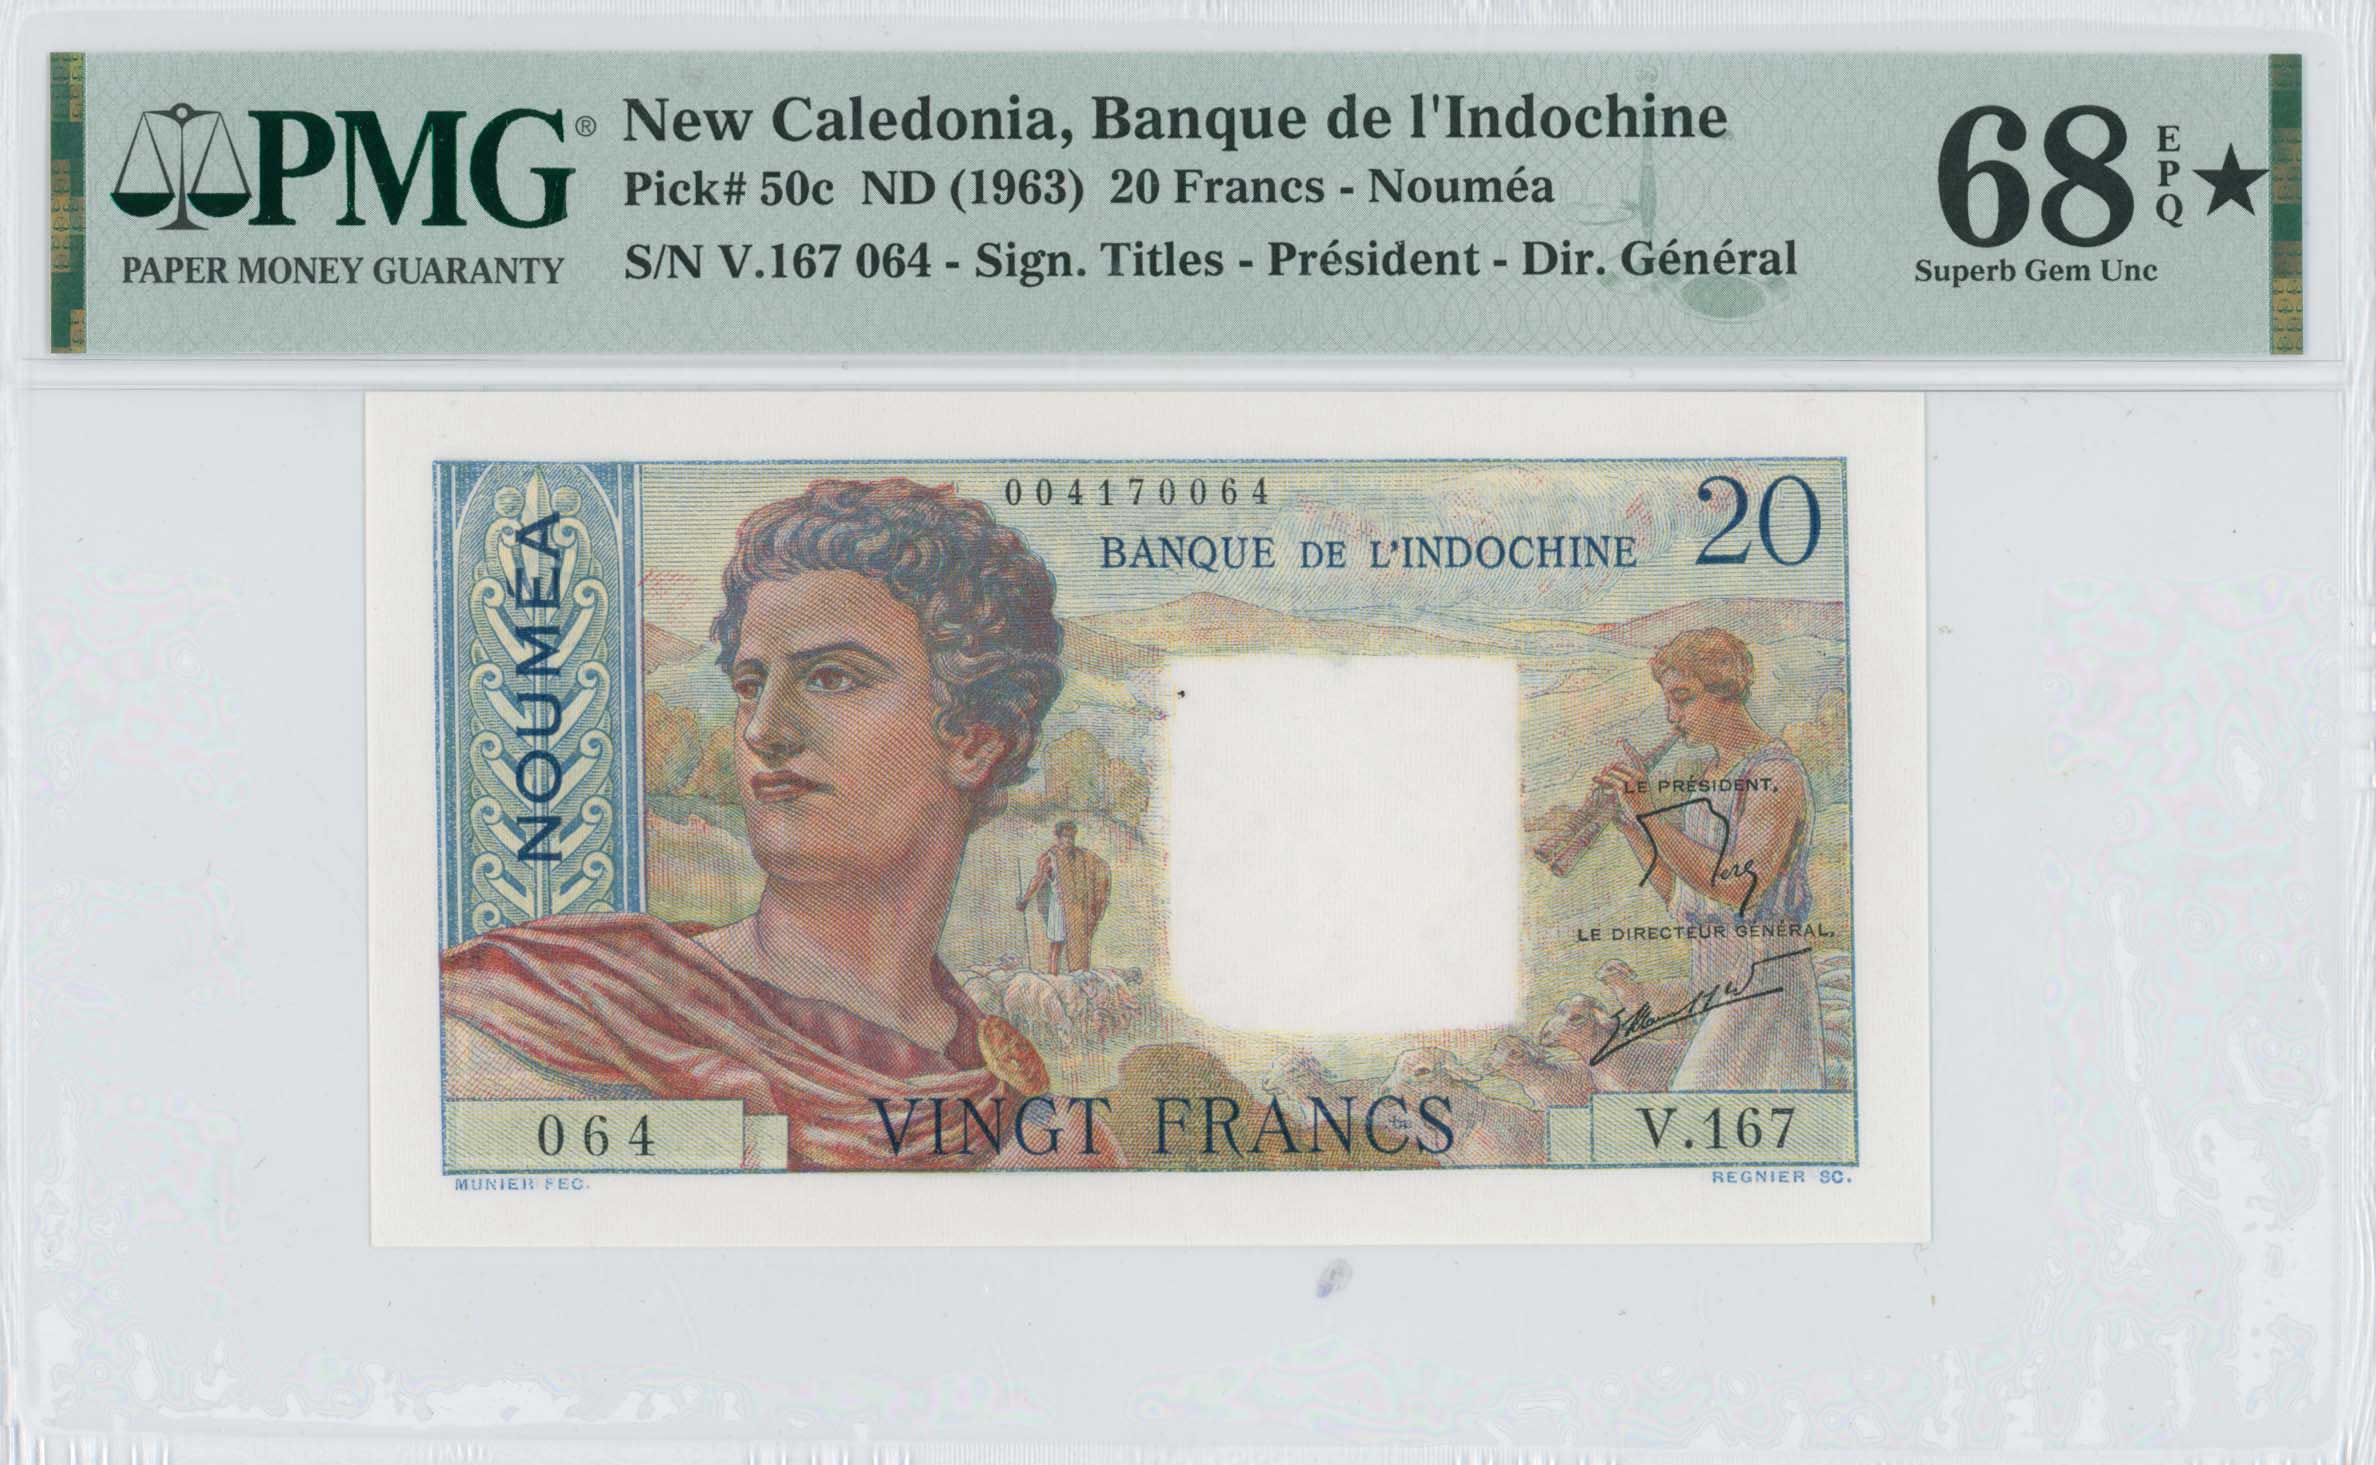 PMG®
PAPER MONEY GUARANTY
New Caledonia, Banque de l'Indochine
Pick# 50c ND (1963) 20 Francs - Nouméa
S/N V.167 064 - Sign. Titles - Président - Dir. Général
68 EPQ ★
Superb Gem Unc
004170064
20
BANQUE DE L'INDOCHINE
NOUMÉA
LE PRÉSIDENT,
LE DIRECTEUR GÉNÉRAL,
064
VINGT FRANCS
V.167
MUNIER FEC.
REGNIER SC.